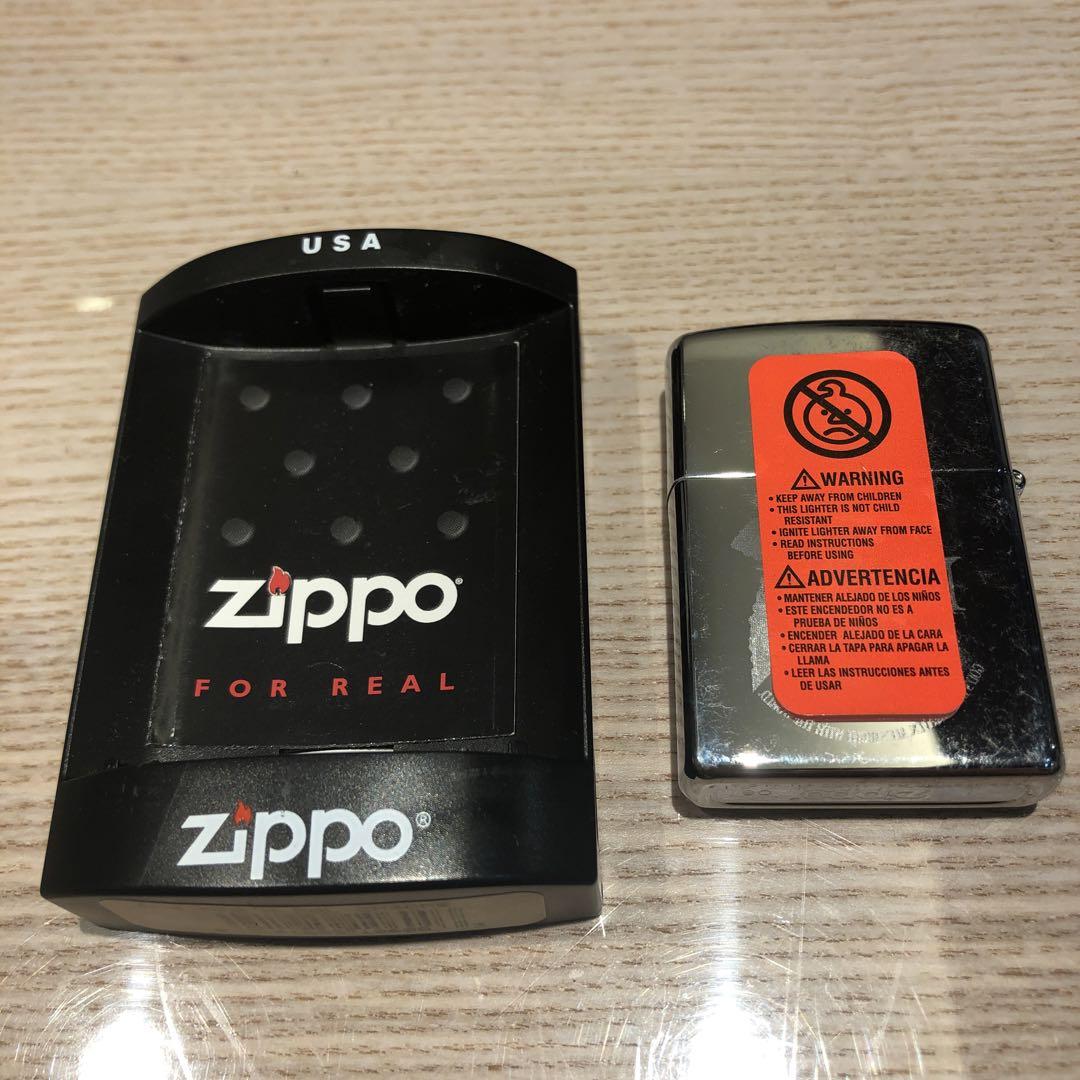 USA
zippo
FOR REAL
zippo®
WARNING
• KEEP AWAY FROM CHILDREN
• THIS LIGHTER IS NOT CHILD
RESISTANT
• IGNITE LIGHTER AWAY FROM FACE
• READ INSTRUCTIONS
BEFORE USING
ADVERTENCIA
• MANTENER ALEJADO DE LOS NIÑOS
• ESTE ENCENDEDOR NO ES A
PRUEBA DE NIÑOS
• ENCENDER ALEJADO DE LA CARA
• CERRAR LA TAPA PARA APAGAR LA
LLAMA
• LEER LAS INSTRUCCIONES ANTES
DE USAR